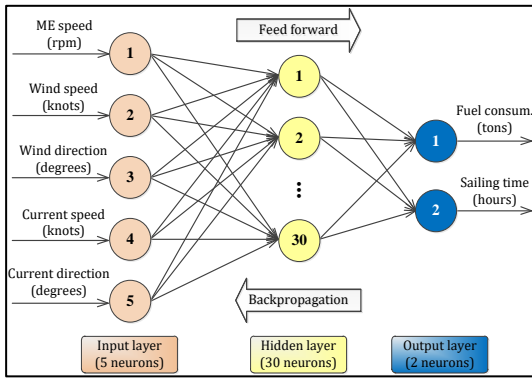 ME speed
(rpm)
Feed forward
1
1
Wind speed
(knots)
2
Fuel consum.
(tons)
2
1
Wind direction
(degrees)
3
Sailing time
(hours)
...
2
Current speed
(knots)
4
30
Current direction
(degrees)
5
Backpropagation
Input layer
(5 neurons)
Hidden layer
(30 neurons)
Output layer
(2 neurons)